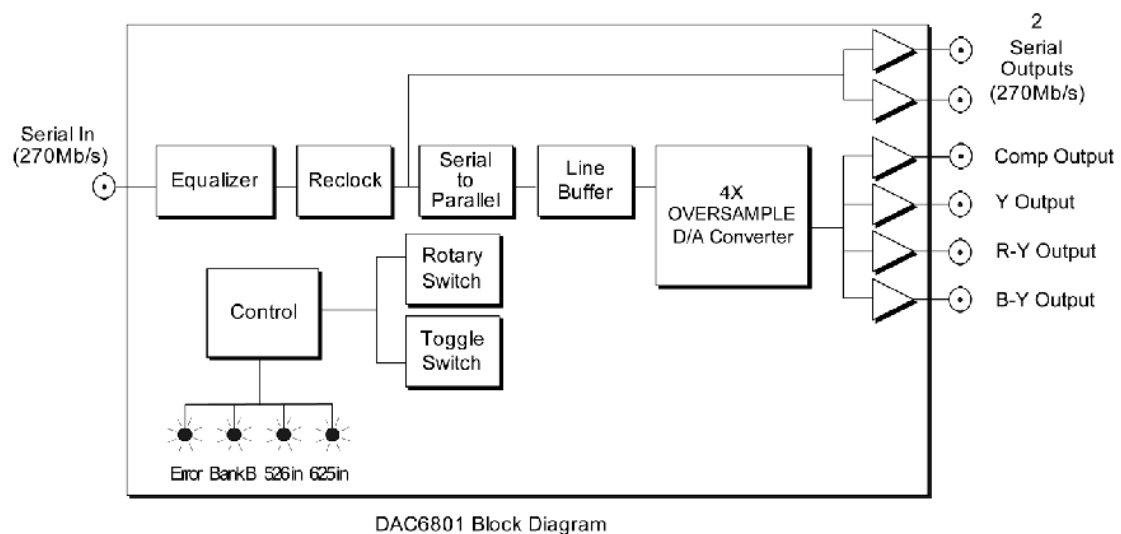 2
Serial
Outputs
(270Mb/s)
Serial In
(270Mb/s)
Equalizer
Reclock
Serial
to
Parallel
Line
Buffer
4X
OVERSAMPLE
D/A Converter
Comp Output
Y Output
R-Y Output
B-Y Output
Control
Rotary
Switch
Toggle
Switch
Error BankB 526in 625in
DAC6801 Block Diagram